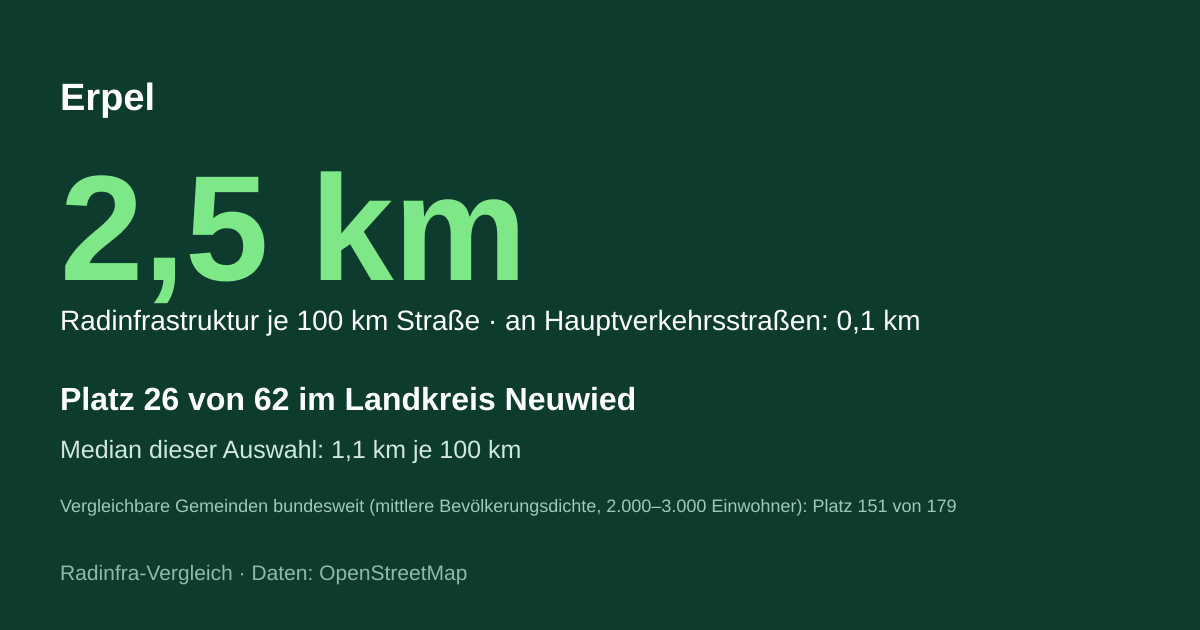 Erpel
2,5 km
Radinfrastruktur je 100 km Straße · an Hauptverkehrsstraßen: 0,1 km
Platz 26 von 62 im Landkreis Neuwied
Median dieser Auswahl: 1,1 km je 100 km
Vergleichbare Gemeinden bundesweit (mittlere Bevölkerungsdichte, 2.000–3.000 Einwohner): Platz 151 von 179
Radinfra-Vergleich · Daten: OpenStreetMap